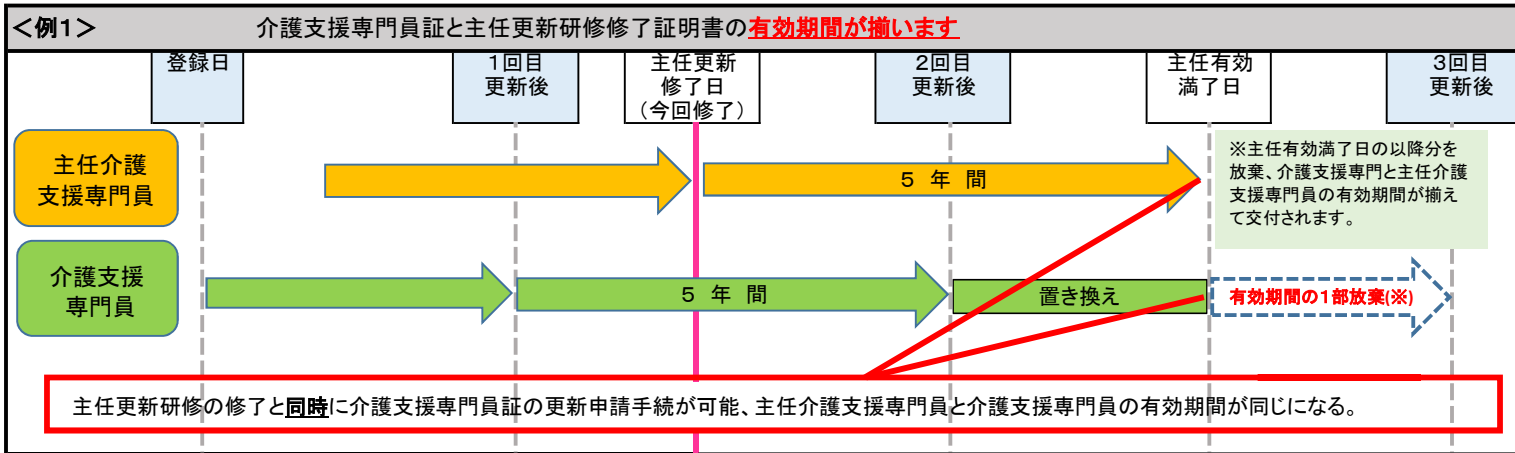 <例1> 介護支援専門員証と主任更新研修修了証明書の有効期間が揃います
登録日
1回目
更新後
主任更新
修了日
(今回修了)
2回目
更新後
主任有効
満了日
3回目
更新後
主任介護
支援専門員
5 年 間
※主任有効満了日の以降分を
放棄、介護支援専門と主任介護
支援専門員の有効期間が揃え
て交付されます。
介護支援
専門員
5 年 間
置き換え
有効期間の1部放棄(※)
主任更新研修の修了と同時に介護支援専門員証の更新申請手続が可能、主任介護支援専門員と介護支援専門員の有効期間が同じになる。